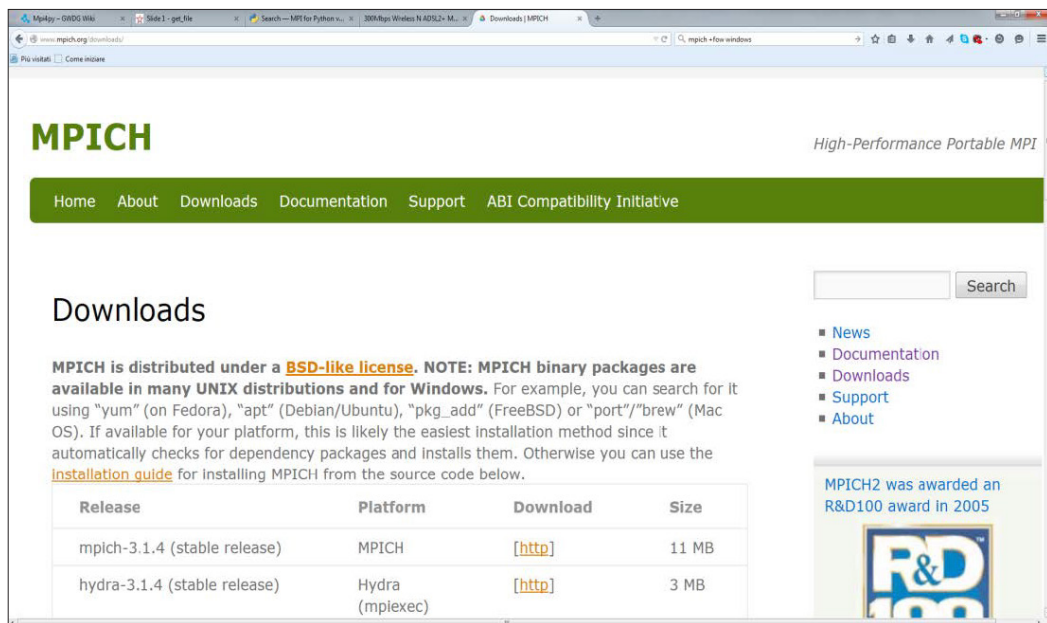 Mpi4py – GWDG Wiki
Slide 1 - get_file
Search — MPI for Python v...
300Mbps Wireless N ADSL2+ M...
Downloads | MPICH
www.mpich.org/downloads/
mpich +fow windows
Più visitati
Come iniziare
MPICH
High-Performance Portable MPI
Home About Downloads Documentation Support ABI Compatibility Initiative
Search
Downloads
MPICH is distributed under a BSD-like license. NOTE: MPICH binary packages are
available in many UNIX distributions and for Windows. For example, you can search for it
using “yum” (on Fedora), “apt” (Debian/Ubuntu), “pkg_add” (FreeBSD) or “port”/“brew” (Mac
OS). If available for your platform, this is likely the easiest installation method since it
automatically checks for dependency packages and installs them. Otherwise you can use the
installation guide for installing MPICH from the source code below.
Release Platform Download Size
mpich-3.1.4 (stable release) MPICH [http] 11 MB
hydra-3.1.4 (stable release) Hydra (mpiexec) [http] 3 MB
News
Documentation
Downloads
Support
About
MPICH2 was awarded an
R&D100 award in 2005
R&D
100